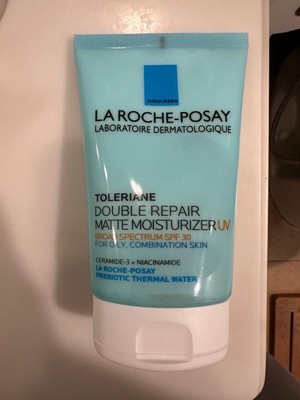 SUNSCREEN
LA ROCHE-POSAY
LABORATOIRE DERMATOLOGIQUE
TOLERIANE
DOUBLE REPAIR
MATTE MOISTURIZER UV
BROAD SPECTRUM SPF 30
FOR OILY, COMBINATION SKIN
CERAMIDE-3 + NIACINAMIDE
LA ROCHE-POSAY
PREBIOTIC THERMAL WATER